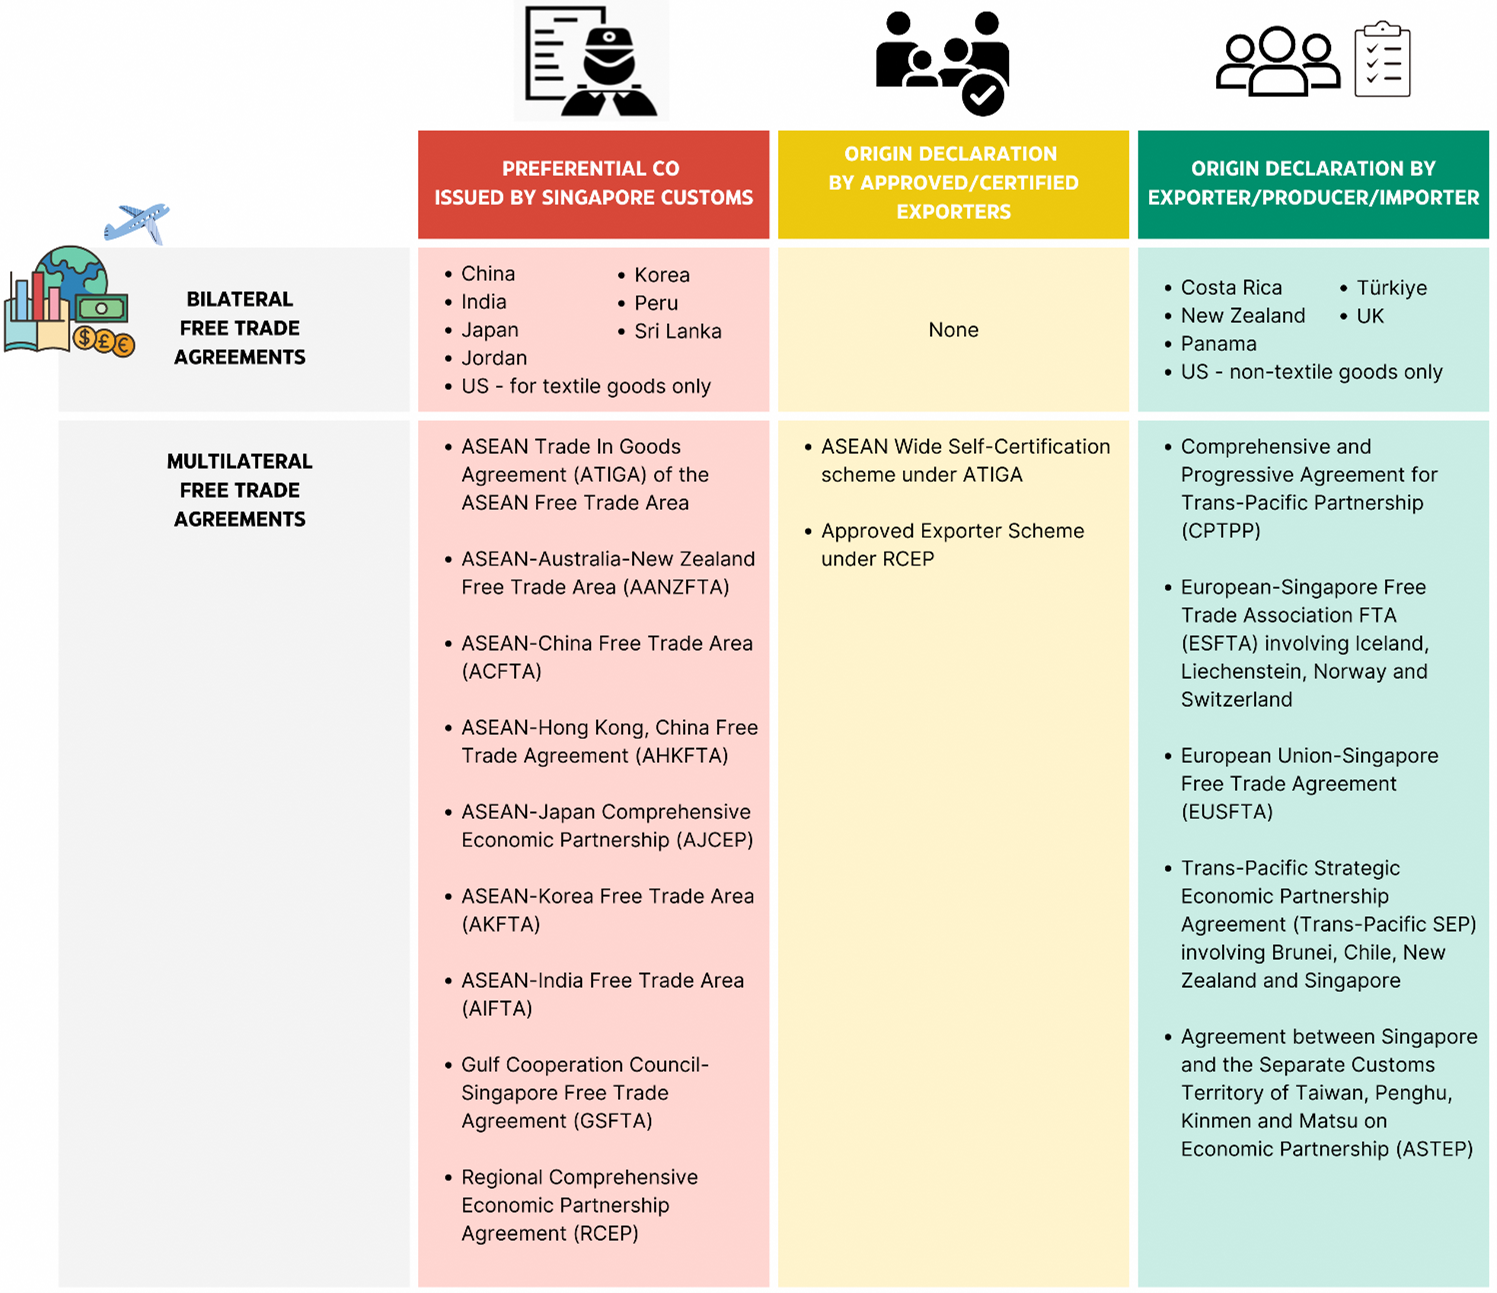 PREFERENTIAL CO
ISSUED BY SINGAPORE CUSTOMS
ORIGIN DECLARATION
BY APPROVED/CERTIFIED
EXPORTERS
ORIGIN DECLARATION BY
EXPORTER/PRODUCER/IMPORTER
BILATERAL
FREE TRADE
AGREEMENTS
• China
• India
• Japan
• Jordan
• US - for textile goods only
• Korea
• Peru
• Sri Lanka
None
• Costa Rica
• New Zealand
• Panama
• US - non-textile goods only
• Türkiye
• UK
$ £ €
MULTILATERAL
FREE TRADE
AGREEMENTS
• ASEAN Trade In Goods
Agreement (ATIGA) of the
ASEAN Free Trade Area
• ASEAN-Australia-New Zealand
Free Trade Area (AANZFTA)
• ASEAN-China Free Trade Area
(ACFTA)
• ASEAN-Hong Kong, China Free
Trade Agreement (AHKFTA)
• ASEAN-Japan Comprehensive
Economic Partnership (AJCEP)
• ASEAN-Korea Free Trade Area
(AKFTA)
• ASEAN-India Free Trade Area
(AIFTA)
• Gulf Cooperation Council-
Singapore Free Trade
Agreement (GSFTA)
• Regional Comprehensive
Economic Partnership
Agreement (RCEP)
• ASEAN Wide Self-Certification
scheme under ATIGA
• Approved Exporter Scheme
under RCEP
• Comprehensive and
Progressive Agreement for
Trans-Pacific Partnership
(CPTPP)
• European-Singapore Free
Trade Association FTA
(ESFTA) involving Iceland,
Liechenstein, Norway and
Switzerland
• European Union-Singapore
Free Trade Agreement
(EUSFTA)
• Trans-Pacific Strategic
Economic Partnership
Agreement (Trans-Pacific SEP)
involving Brunei, Chile, New
Zealand and Singapore
• Agreement between Singapore
and the Separate Customs
Territory of Taiwan, Penghu,
Kinmen and Matsu on
Economic Partnership (ASTEP)